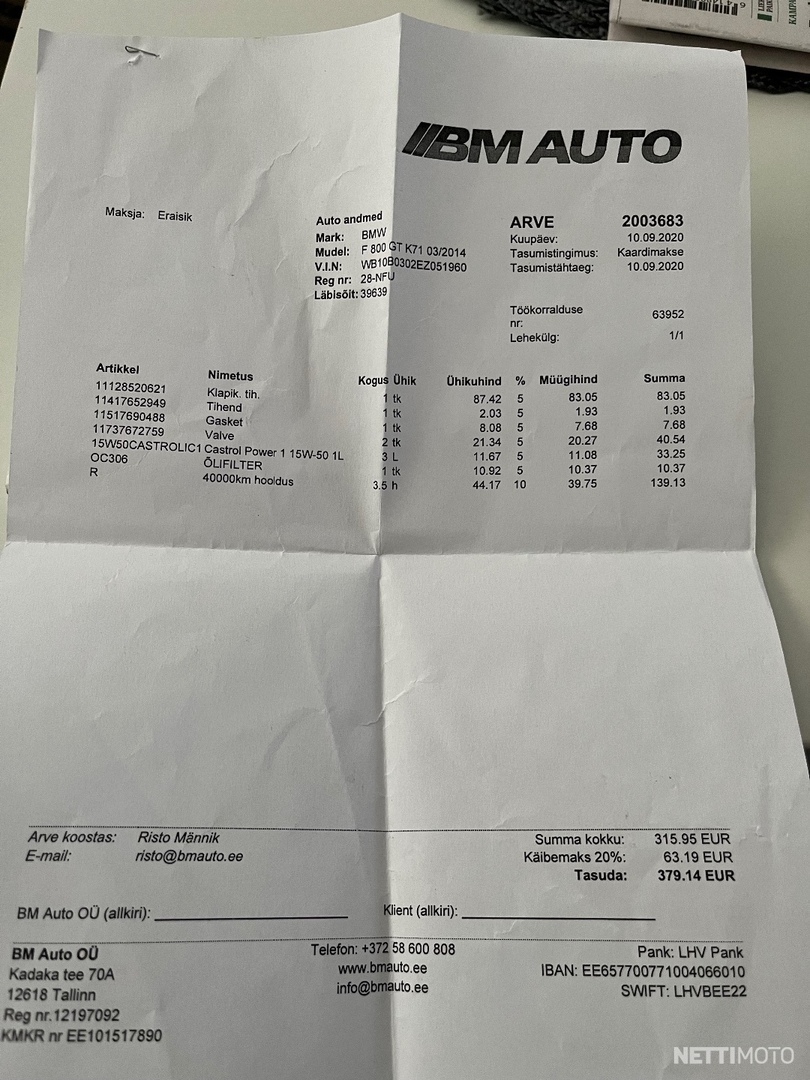 BM AUTO
Maksja: Eraisik
Auto andmed
Mark: BMW
Mudel: F 800 GT K71 03/2014
V.I.N: WB10B0302EZ051960
Reg nr: 28-NFU
Läbisõit: 39639
ARVE 2003683
Kuupäev: 10.09.2020
Tasumistingimus: Kaardimakse
Tasumistähtaeg: 10.09.2020
Töökorralduse nr: 63952
Lehekülg: 1/1
Artikkel Nimetus Kogus Ühik Ühikuhind % Müügihind Summa
11128520621 Klapik. tih. 1 tk 87.42 5 83.05 83.05
11417652949 Tihend 1 tk 2.03 5 1.93 1.93
11517690488 Gasket 1 tk 8.08 5 7.68 7.68
11737672759 Valve 2 tk 21.34 5 20.27 40.54
15W50CASTROLIC1 Castrol Power 1 15W-50 1L 3 L 11.67 5 11.08 33.25
OC306 ÕLIFILTER 1 tk 10.92 5 10.37 10.37
R 40000km hooldus 3.5 h 44.17 10 39.75 139.13
Arve koostas: Risto Männik
E-mail: risto@bmauto.ee
Summa kokku: 315.95 EUR
Käibemaks 20%: 63.19 EUR
Tasuda: 379.14 EUR
BM Auto OÜ (allkiri):
Klient (allkiri):
BM Auto OÜ
Kadaka tee 70A
12618 Tallinn
Reg nr.12197092
KMKR nr EE101517890
Telefon: +372 58 600 808
www.bmauto.ee
info@bmauto.ee
Pank: LHV Pank
IBAN: EE657700771004066010
SWIFT: LHVBEE22
NETTIMOTO